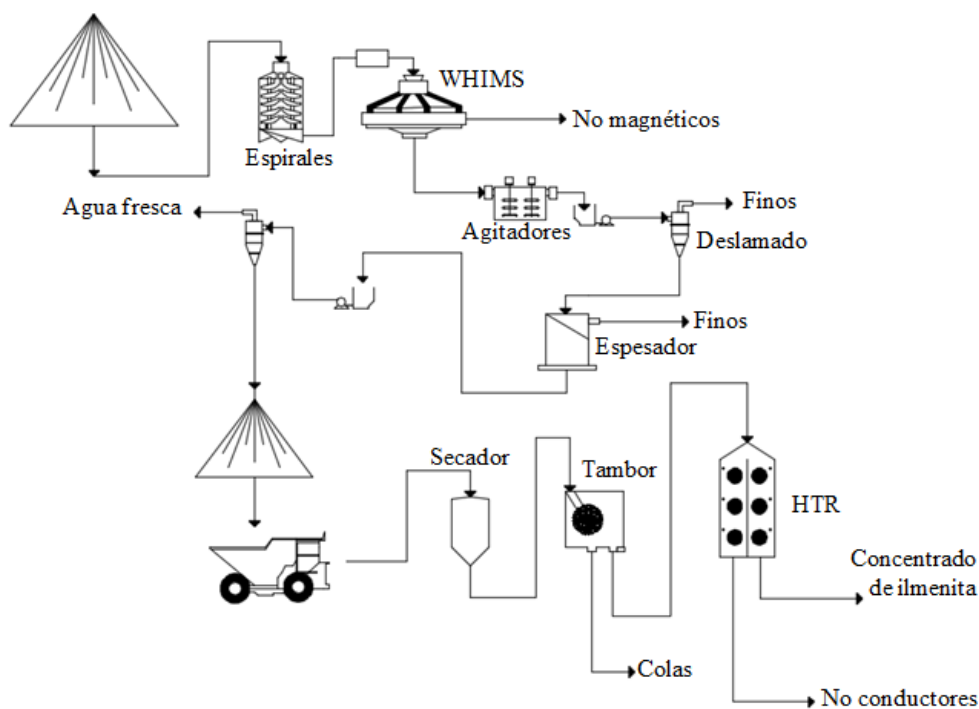 WHIMS
No magnéticos
Espirales
Agua fresca
Agitadores
Finos
Deslamado
Finos
Espesador
Secador
Tambor
HTR
Concentrado
de ilmenita
Colas
No conductores